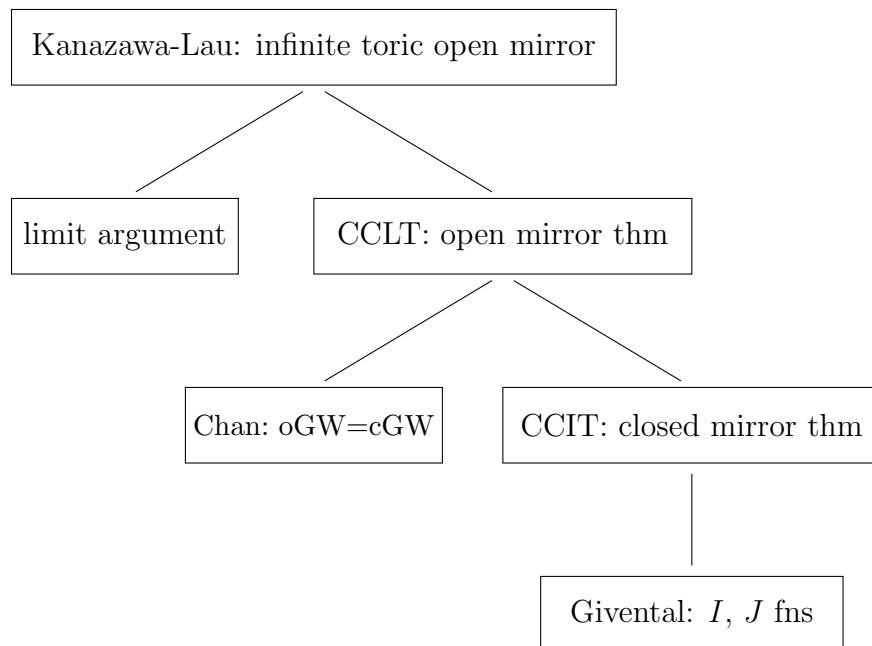 Kanazawa-Lau: infinite toric open mirror
limit argument
CCLT: open mirror thm
Chan: oGW=cGW
CCIT: closed mirror thm
Givental: I, J fns